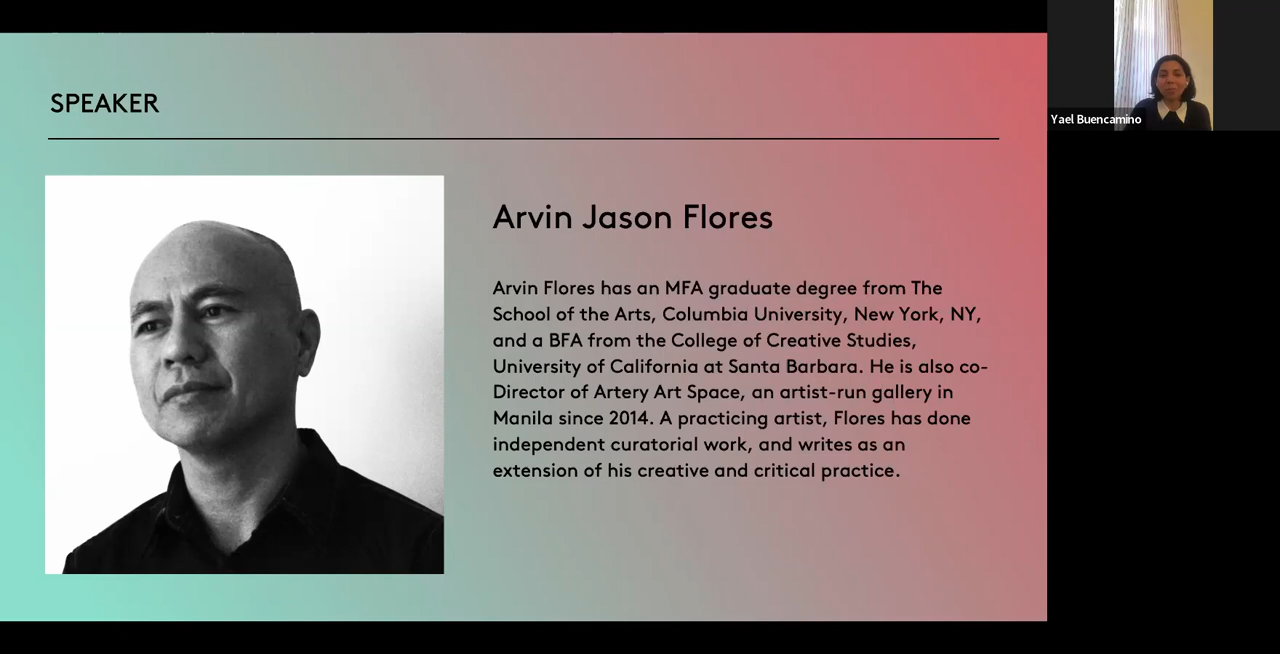 SPEAKER
Arvin Jason Flores
Arvin Flores has an MFA graduate degree from The
School of the Arts, Columbia University, New York, NY,
and a BFA from the College of Creative Studies,
University of California at Santa Barbara. He is also co-
Director of Artery Art Space, an artist-run gallery in
Manila since 2014. A practicing artist, Flores has done
independent curatorial work, and writes as an
extension of his creative and critical practice.
Yael Buencamino